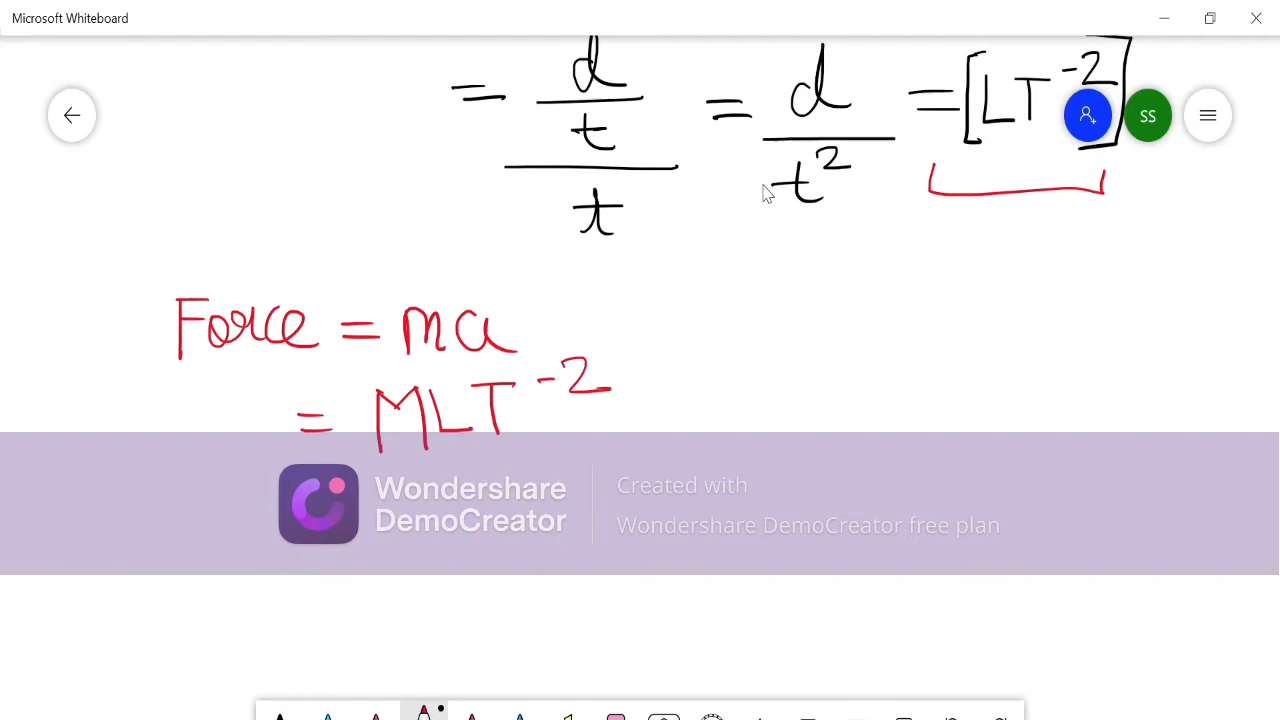 Microsoft Whiteboard
= d/t / t = d / t² = [LT⁻²]
SS
Force = ma
= MLT⁻²
Wondershare DemoCreator
Created with
Wondershare DemoCreator free plan